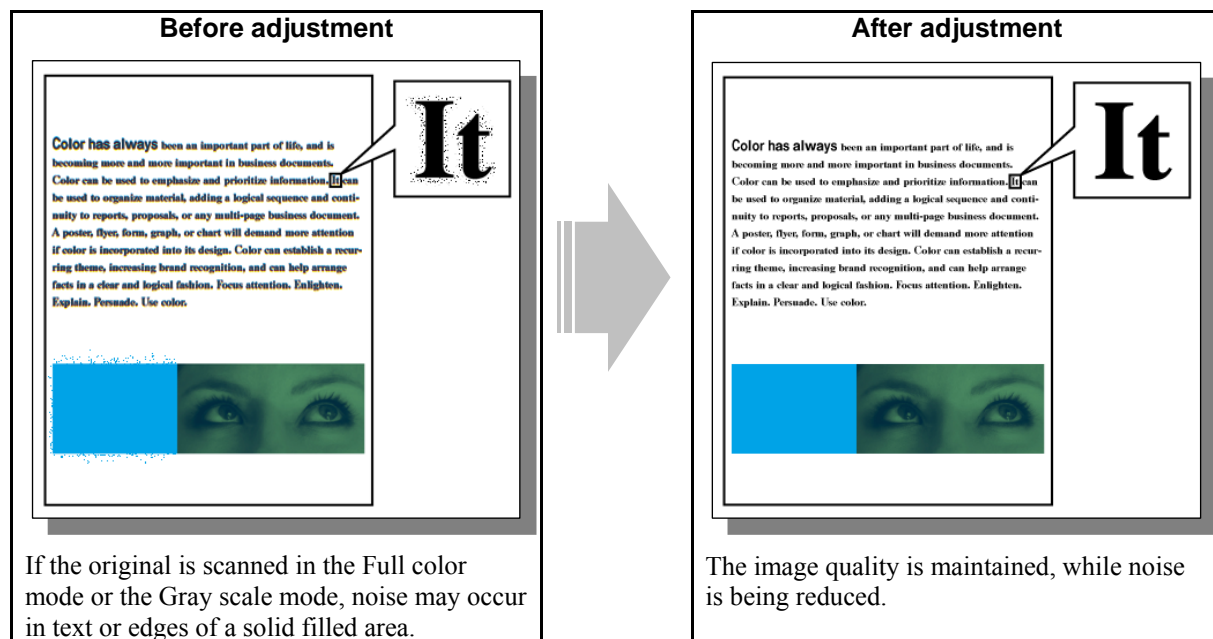 Before adjustment
Color has always been an important part of life, and is
becoming more and more important in business documents.
Color can be used to emphasize and prioritize information. It can
be used to organize material, adding a logical sequence and conti-
nuity to reports, proposals, or any multi-page business document.
A poster, flyer, form, graph, or chart will demand more attention
if color is incorporated into its design. Color can establish a recur-
ring theme, increasing brand recognition, and can help arrange
facts in a clear and logical fashion. Focus attention. Enlighten.
Explain. Persuade. Use color.
It
If the original is scanned in the Full color
mode or the Gray scale mode, noise may occur
in text or edges of a solid filled area.
After adjustment
Color has always been an important part of life, and is
becoming more and more important in business documents.
Color can be used to emphasize and prioritize information. It can
be used to organize material, adding a logical sequence and conti-
nuity to reports, proposals, or any multi-page business document.
A poster, flyer, form, graph, or chart will demand more attention
if color is incorporated into its design. Color can establish a recur-
ring theme, increasing brand recognition, and can help arrange
facts in a clear and logical fashion. Focus attention. Enlighten.
Explain. Persuade. Use color.
It
The image quality is maintained, while noise
is being reduced.